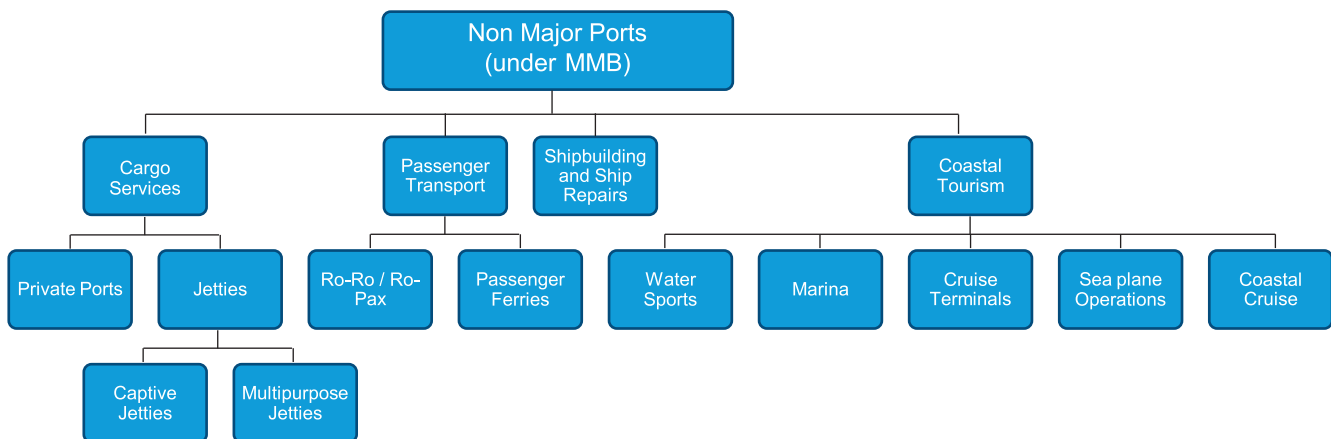 Non Major Ports
(under MMB)
Cargo
Services
Passenger
Transport
Shipbuilding
and Ship
Repairs
Coastal
Tourism
Private Ports
Jetties
Ro-Ro / Ro-
Pax
Passenger
Ferries
Water
Sports
Marina
Cruise
Terminals
Sea plane
Operations
Coastal
Cruise
Captive
Jetties
Multipurpose
Jetties